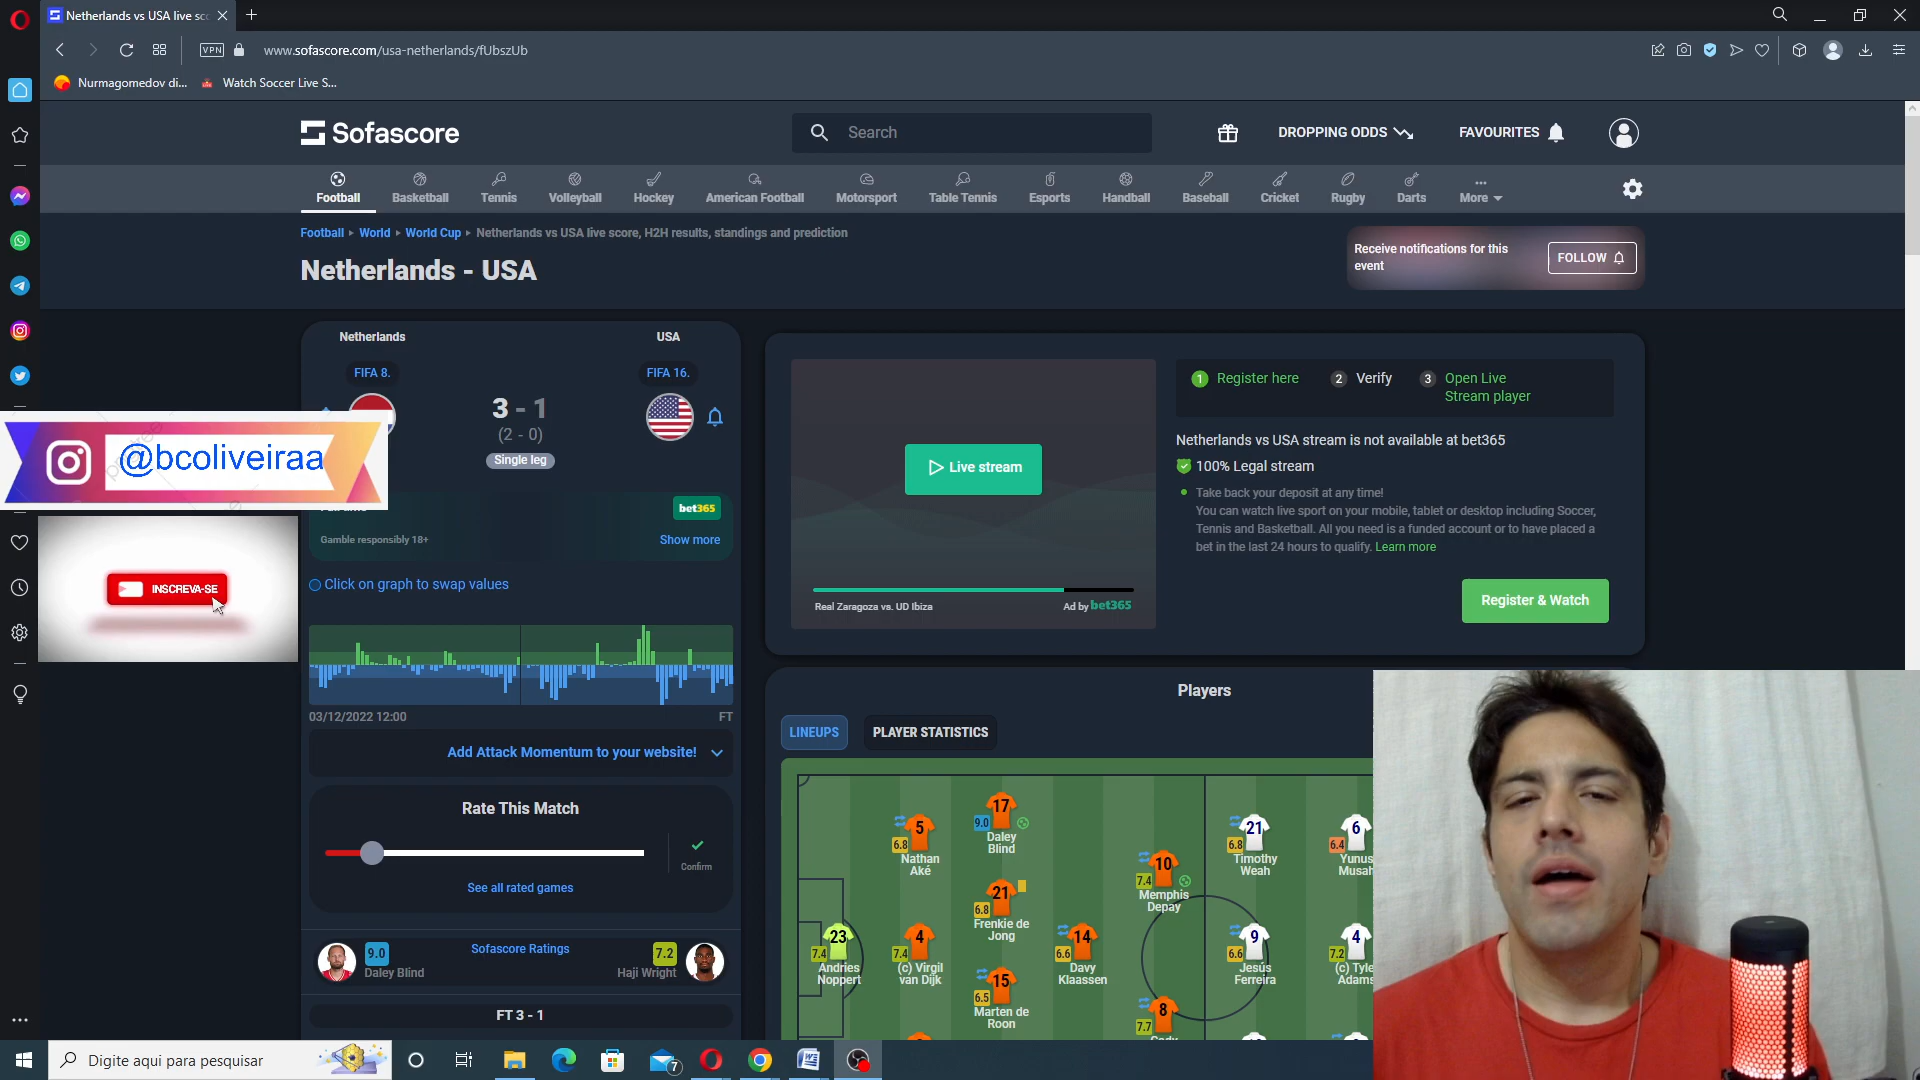 Netherlands vs USA live sc
VPN
www.sofascore.com/usa-netherlands/fUbszUb
Nurmagomedov di...
Watch Soccer Live S...
Sofascore
Search
DROPPING ODDS
FAVOURITES
Football
Basketball
Tennis
Volleyball
Hockey
American Football
Motorsport
Table Tennis
Esports
Handball
Baseball
Cricket
Rugby
Darts
More
Football World World Cup Netherlands vs USA live score, H2H results, standings and prediction
Netherlands - USA
Receive notifications for this
event
FOLLOW
Netherlands
USA
FIFA 8.
FIFA 16.
3 - 1
(2 - 0)
Single leg
@bcoliveiraa
bet365
Gamble responsibly 18+
Show more
INSCREVA-SE
Click on graph to swap values
03/12/2022 12:00
FT
Add Attack Momentum to your website!
Rate This Match
Confirm
See all rated games
9.0
Daley Blind
Sofascore Ratings
7.2
Haji Wright
FT 3 - 1
Live stream
Real Zaragoza vs. UD Ibiza
Ad by bet365
1 Register here
2 Verify
3 Open Live
Stream player
Netherlands vs USA stream is not available at bet365
100% Legal stream
Take back your deposit at any time!
You can watch live sport on your mobile, tablet or desktop including Soccer,
Tennis and Basketball. All you need is a funded account or to have placed a
bet in the last 24 hours to qualify. Learn more
Register & Watch
Players
LINEUPS
PLAYER STATISTICS
17
9.0
Daley
Blind
5
6.8
Nathan
Aké
21
6.8
Frenkie de
Jong
10
7.4
Memphis
Depay
23
7.4
Andries
Noppert
4
7.4
(c) Virgil
van Dijk
14
6.6
Davy
Klaassen
15
6.5
Marten de
Roon
8
7.7
21
6.8
Timothy
Weah
6
6.4
Yunus
Musah
9
6.6
Jesús
Ferreira
4
7.2
(c) Tyle
Adams
Digite aqui para pesquisar
7